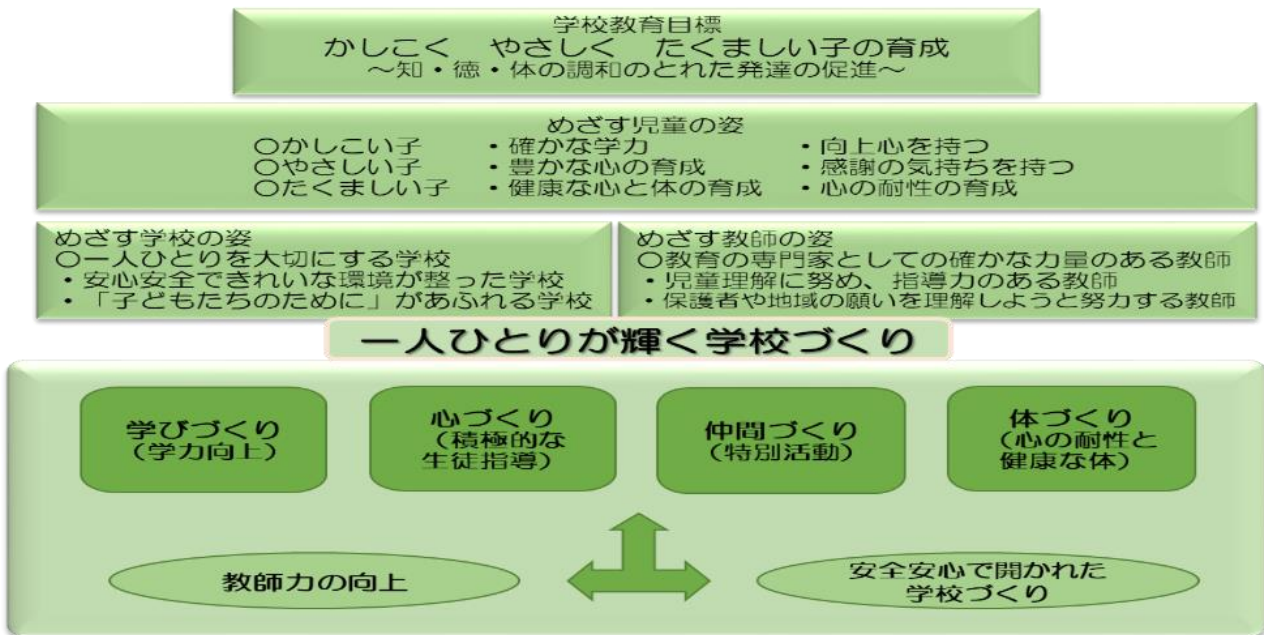 学校教育目標
かしこく　やさしく　たくましい子の育成
～知・徳・体の調和のとれた発達の促進～
めざす児童の姿
○かしこい子　・確かな学力　・向上心を持つ
○やさしい子　・豊かな心の育成　・感謝の気持ちを持つ
○たくましい子　・健康な心と体の育成　・心の耐性の育成
めざす学校の姿
○一人ひとりを大切にする学校
・安心安全できれいな環境が整った学校
・「子どもたちのために」があふれる学校
めざす教師の姿
○教育の専門家としての確かな力量のある教師
・児童理解に努め、指導力のある教師
・保護者や地域の願いを理解しようと努力する教師
一人ひとりが輝く学校づくり
学びづくり
（学力向上）
心づくり
（積極的な
生徒指導）
仲間づくり
（特別活動）
体づくり
（心の耐性と
健康な体）
教師力の向上
安全安心で開かれた
学校づくり